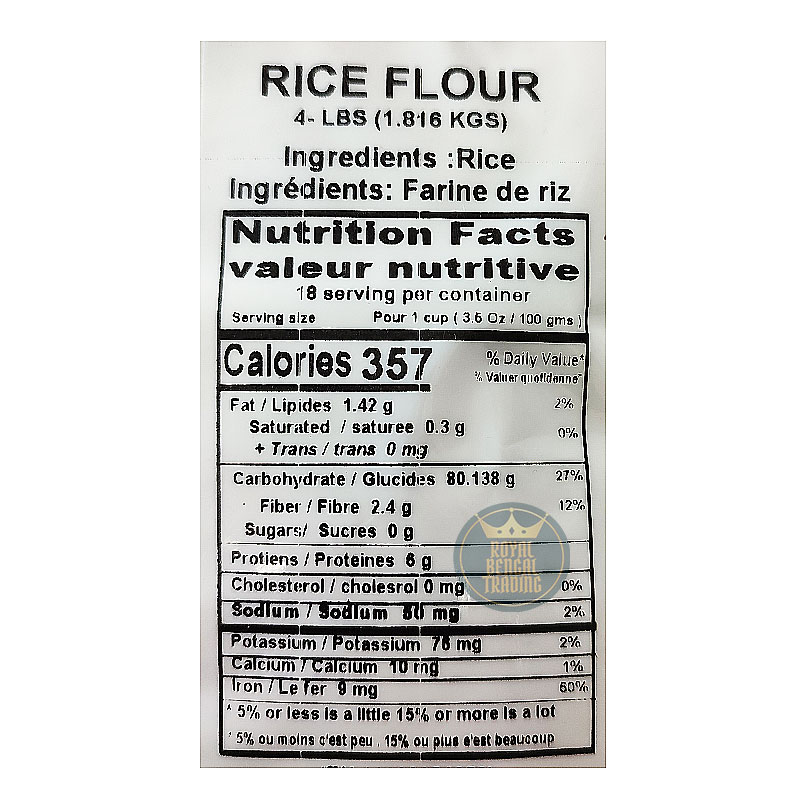 RICE FLOUR
4- LBS (1.816 KGS)
Ingredients :Rice
Ingrédients: Farine de riz
Nutrition Facts
valeur nutritive
18 serving per container
Serving size Pour 1 cup ( 3.5 Oz / 100 gms )
Calories 357
% Daily Value*
% Valuer quotidenne*
Fat / Lipides 1.42 g 2%
Saturated / saturee 0.3 g 0%
+ Trans / trans 0 mg
Carbohydrate / Glucides 80.138 g 27%
Fiber / Fibre 2.4 g 12%
Sugars/ Sucres 0 g
Protiens / Proteines 6 g
Cholesterol / cholesrol 0 mg 0%
Sodium / Sodium mg 2%
Potassium / Potassium 76 mg 2%
Calcium / Calcium 10 mg 1%
Iron / Le fer 9 mg 50%
* 5% or less is a little 15% or more is a lot
* 5% ou moins c'est peu , 15% ou plus c'est beaucoup
ROYAL
BENGAL
TRADING